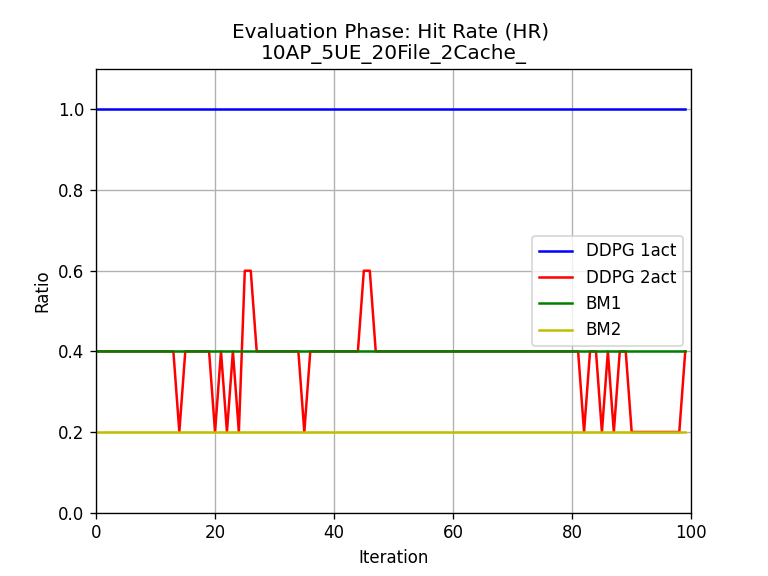 Evaluation Phase: Hit Rate (HR)
10AP_5UE_20File_2Cache_
1.0
0.8
0.6
0.4
0.2
0.0
Ratio
DDPG 1act
DDPG 2act
BM1
BM2
0
20
40
60
80
100
Iteration